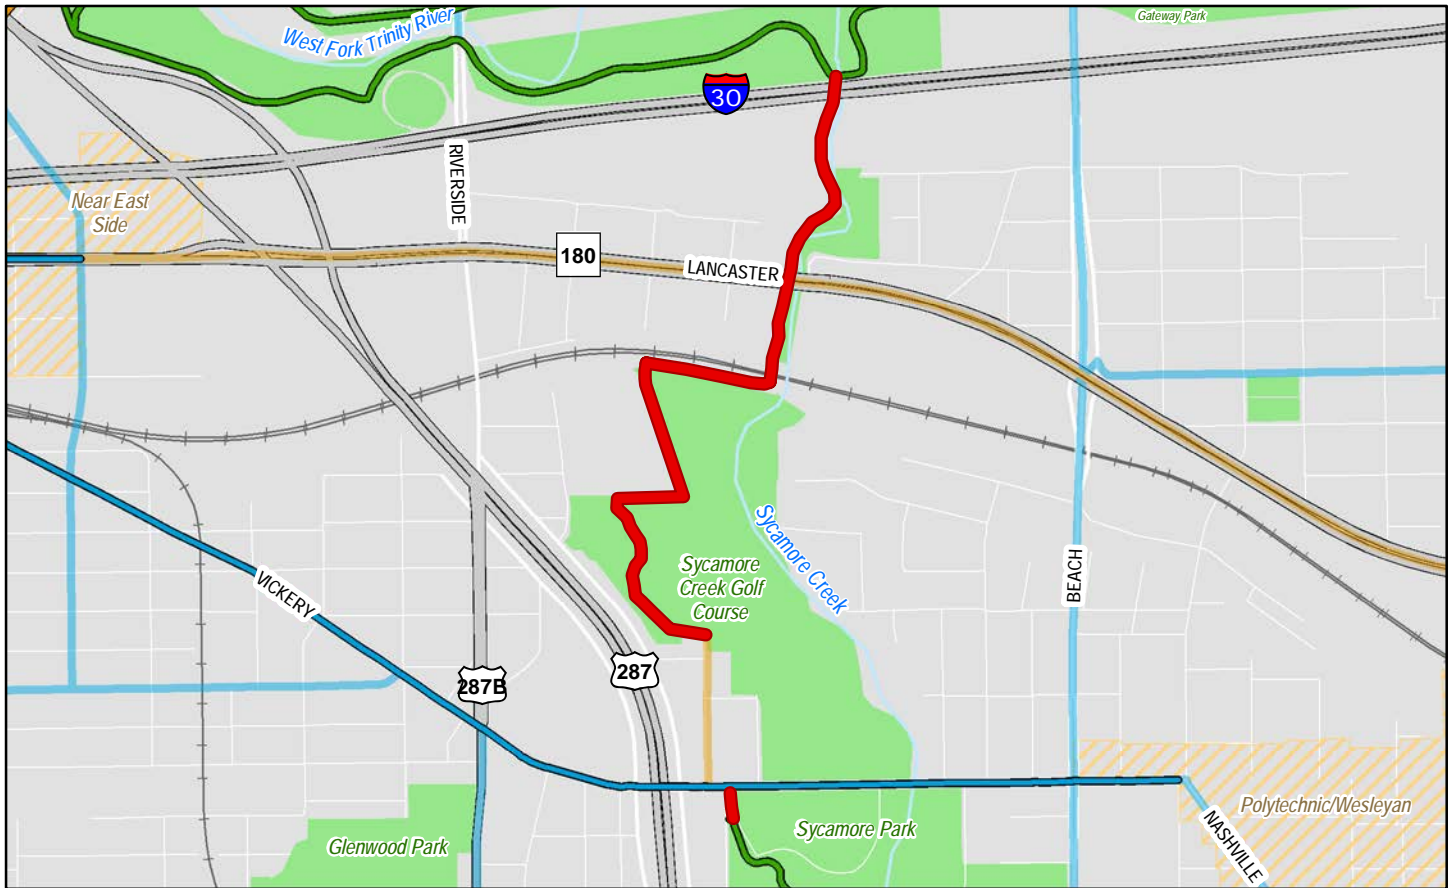 Gateway Park
West Fork Trinity River
30
RIVERSIDE
Near East
Side
180
LANCASTER
Sycamore Creek
Sycamore
Creek Golf
Course
BEACH
VICKERY
287B
287
Glenwood Park
Sycamore Park
Polytechnic/Wesleyan
NASHVILLE